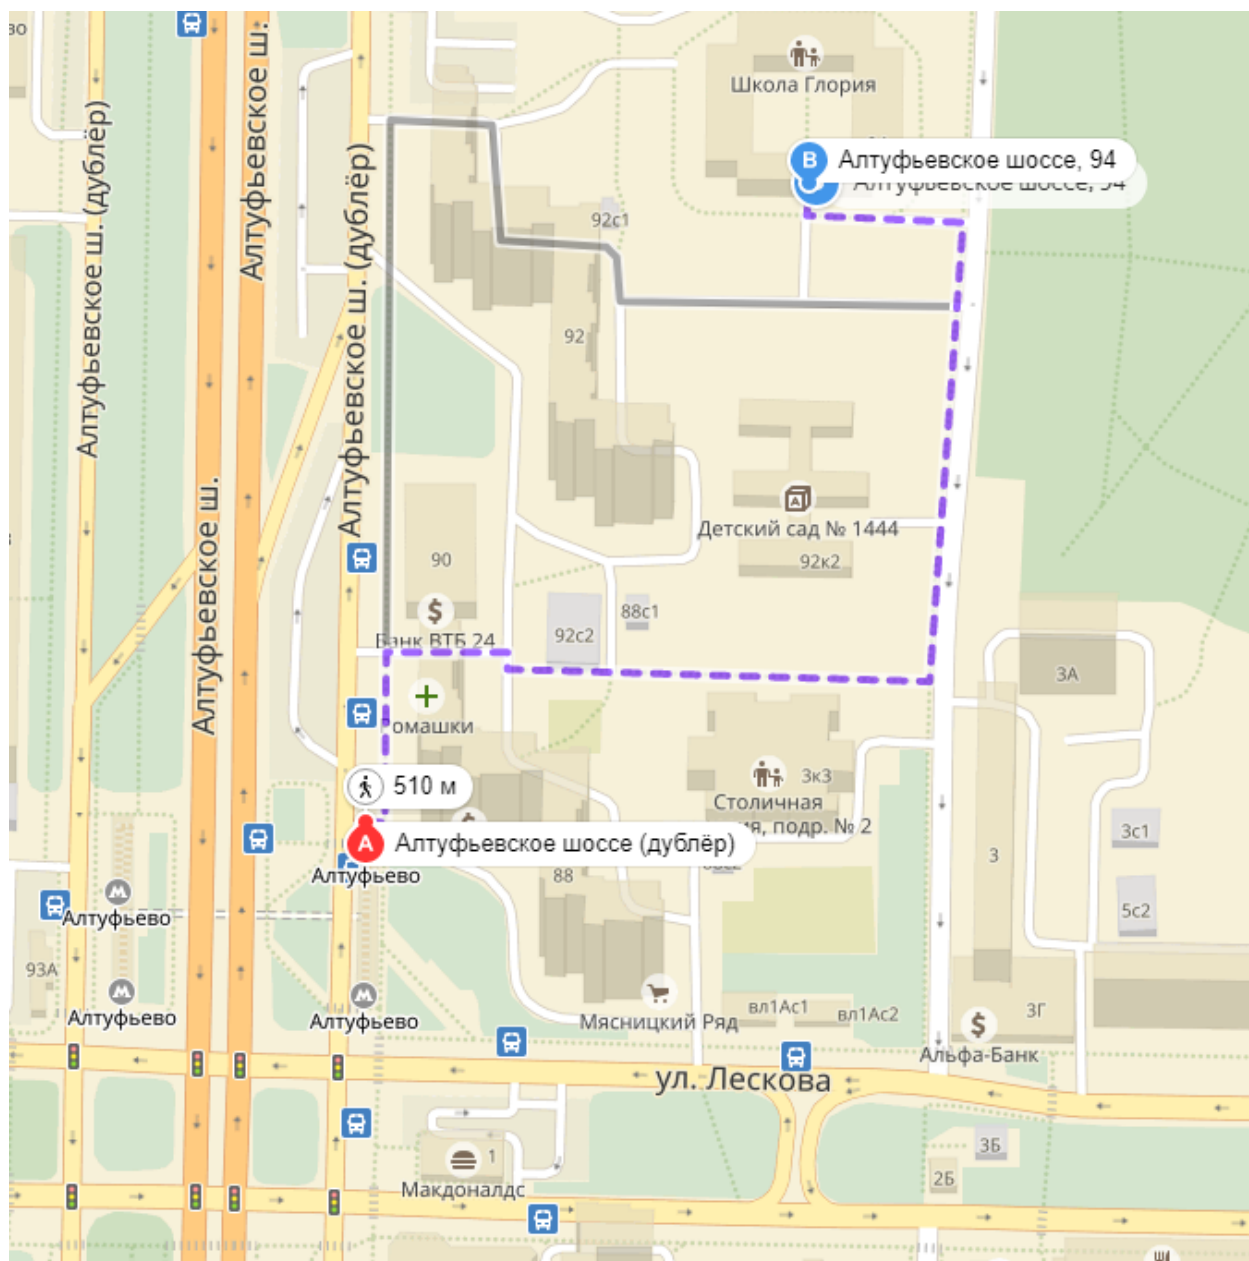 Школа Глория
B
Алтуфьевское шоссе, 94
Алтуфьевское шоссе, 94
Алтуфьевское ш. (дублёр)
Алтуфьевское ш.
Алтуфьевское ш. (дублёр)
92с1
92
Детский сад № 1444
92к2
Алтуфьевское ш.
90
Банк ВТБ 24
92с2
88с1
3А
Ромашки
510 м
3к3
Столичная
подр. № 2
3с1
A
Алтуфьевское шоссе (дублёр)
3
Алтуфьево
88
Алтуфьево
5с2
93А
Алтуфьево
Алтуфьево
Мясницкий Ряд
вл1Ас1
вл1Ас2
3Г
Альфа-Банк
ул. Лескова
1
Макдоналдс
3Б
2Б